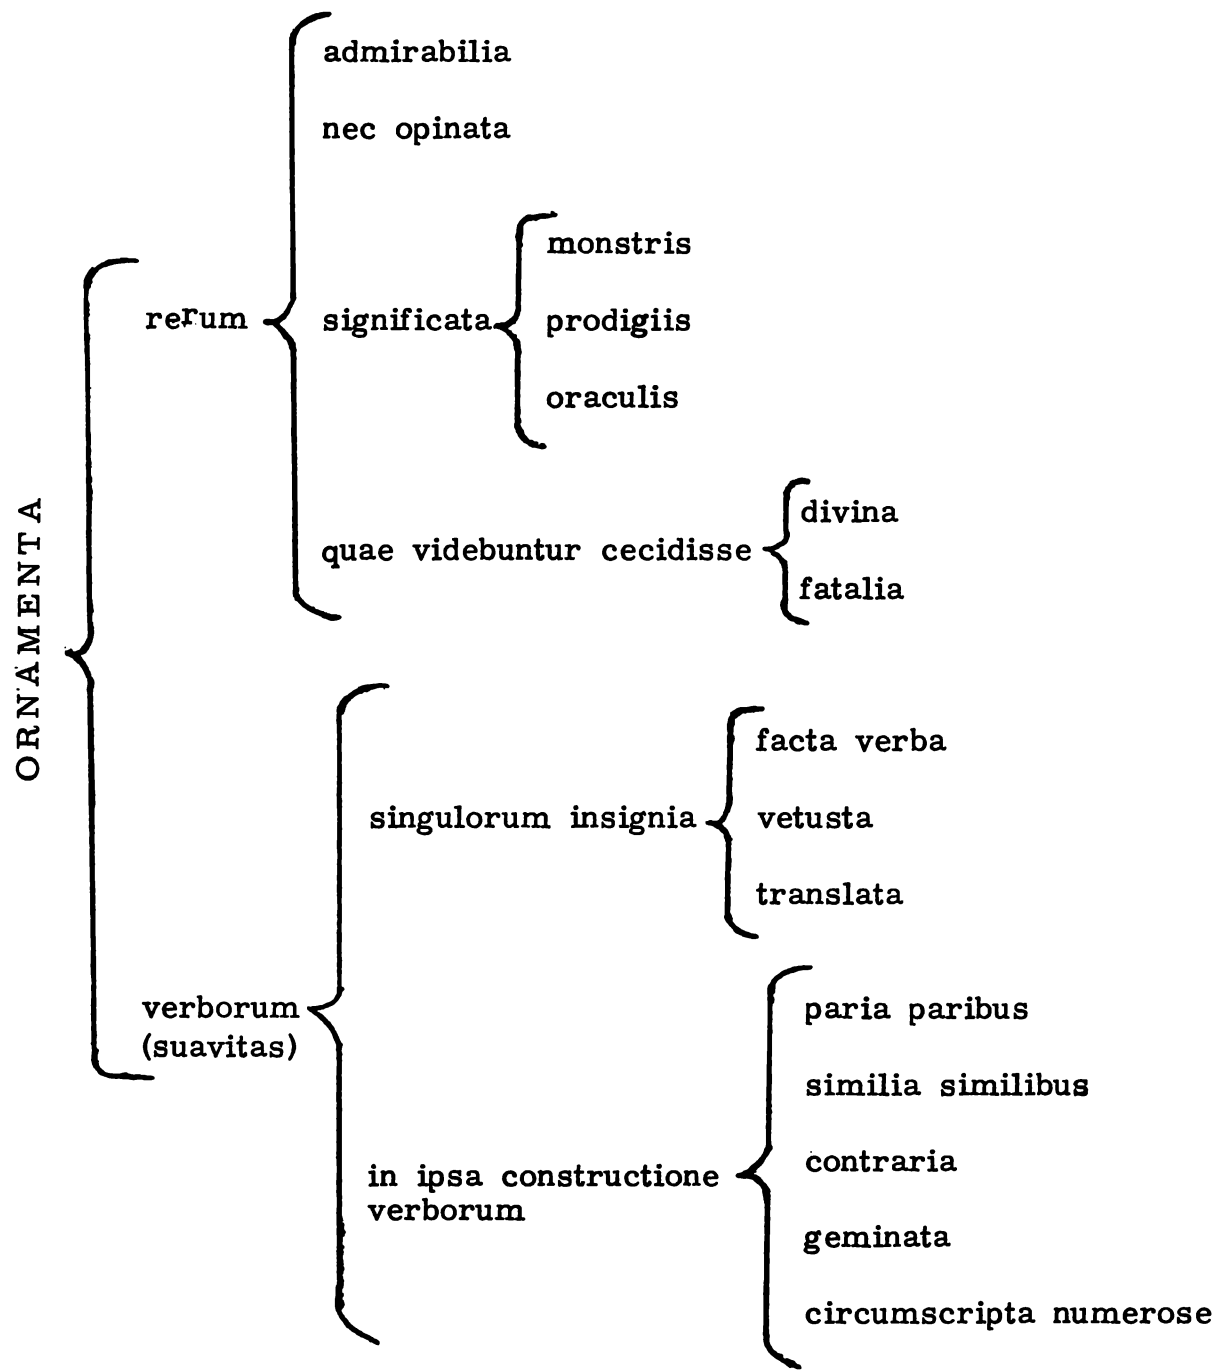 ORNAMENTA
rerum
admirabilia
nec opinata
significata
monstris
prodigiis
oraculis
quae videbuntur cecidisse
divina
fatalia
verborum
(suavitas)
singulorum insignia
facta verba
vetusta
translata
in ipsa constructione
verborum
paria paribus
similia similibus
contraria
geminata
circumscripta numerose